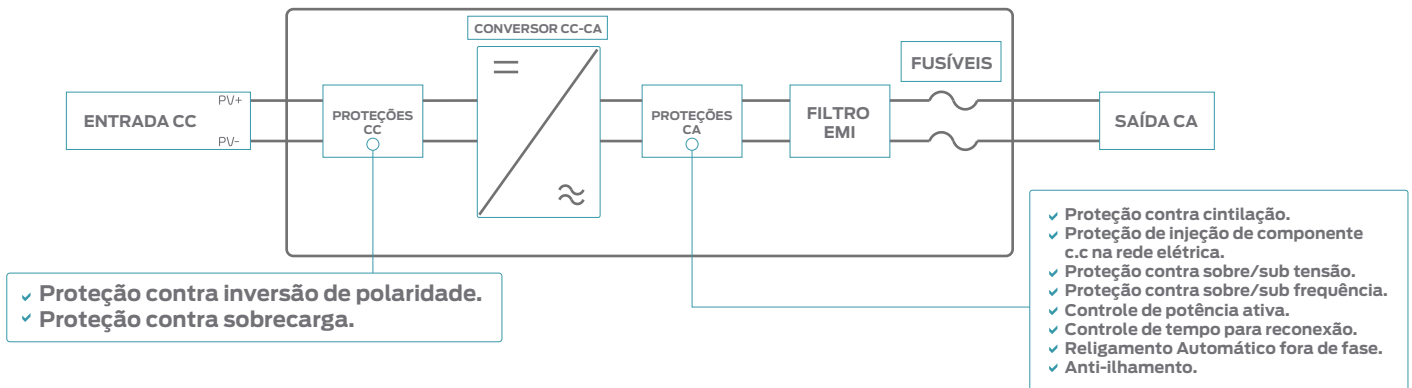 CONVERSOR CC-CA
FUSÍVEIS
ENTRADA CC
PV+
PV-
PROTEÇÕES
CC
PROTEÇÕES
CA
FILTRO
EMI
SAÍDA CA
Proteção contra inversão de polaridade.
Proteção contra sobrecarga.
Proteção contra cintilação.
Proteção de injeção de componente
c.c na rede elétrica.
Proteção contra sobre/sub tensão.
Proteção contra sobre/sub frequência.
Controle de potência ativa.
Controle de tempo para reconexão.
Religamento Automático fora de fase.
Anti-ilhamento.